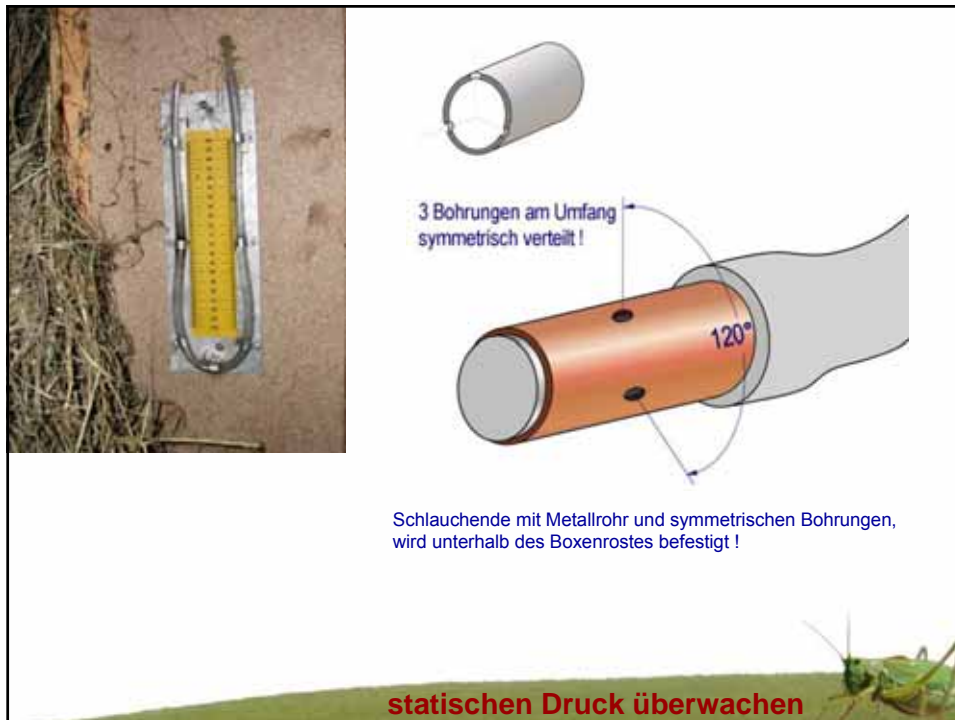 3 Bohrungen am Umfang
symmetrisch verteilt !
120°
Schlauchende mit Metallrohr und symmetrischen Bohrungen,
wird unterhalb des Boxenrostes befestigt !
statischen Druck überwachen